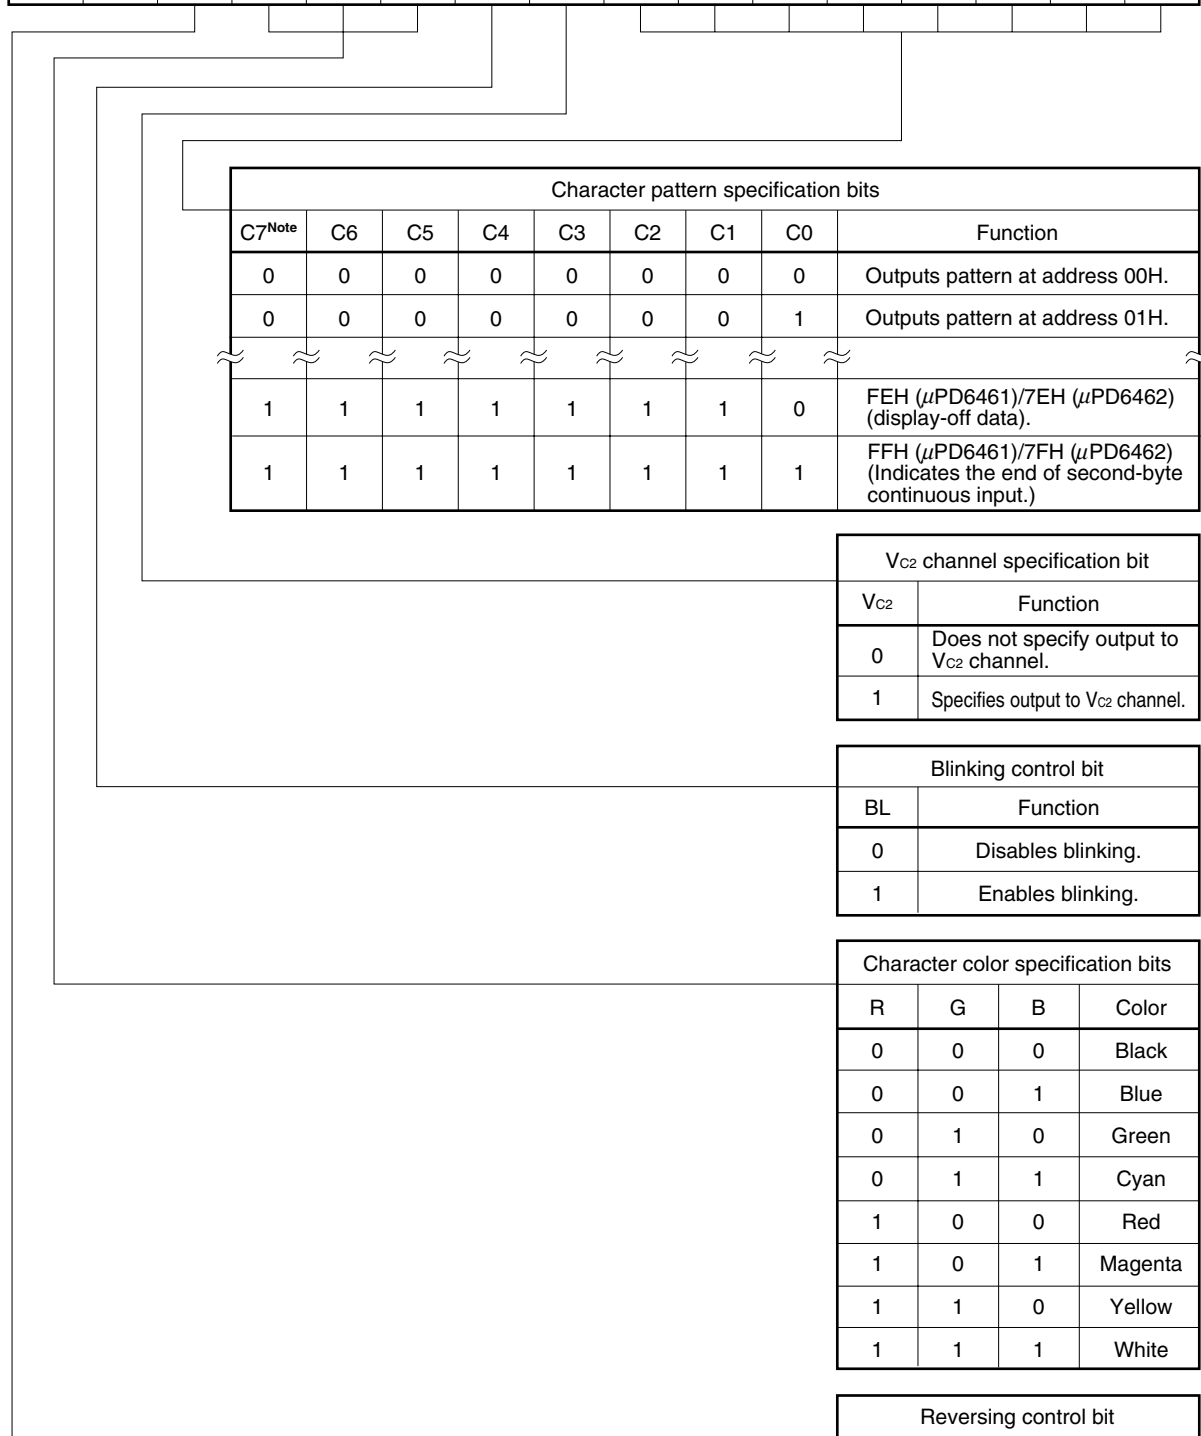 Character pattern specification bits
C7Note C6 C5 C4 C3 C2 C1 C0 Function
0 0 0 0 0 0 0 0 Outputs pattern at address 00H.
0 0 0 0 0 0 0 1 Outputs pattern at address 01H.
1 1 1 1 1 1 1 0 FEH (μPD6461)/7EH (μPD6462)
(display-off data).
1 1 1 1 1 1 1 1 FFH (μPD6461)/7FH (μPD6462)
(Indicates the end of second-byte
continuous input.)
VC2 channel specification bit
VC2 Function
0 Does not specify output to
VC2 channel.
1 Specifies output to VC2 channel.
Blinking control bit
BL Function
0 Disables blinking.
1 Enables blinking.
Character color specification bits
R G B Color
0 0 0 Black
0 0 1 Blue
0 1 0 Green
0 1 1 Cyan
1 0 0 Red
1 0 1 Magenta
1 1 0 Yellow
1 1 1 White
Reversing control bit